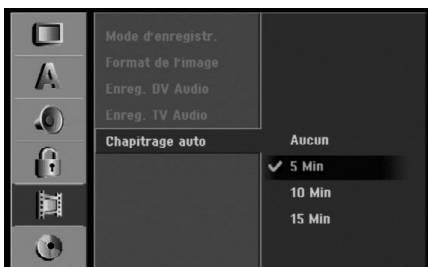 Mode d'enregistr.
Format de l'image
Enreg. DV Audio
Enreg. TV Audio
Chapitrage auto
Aucun
✔ 5 Min
10 Min
15 Min